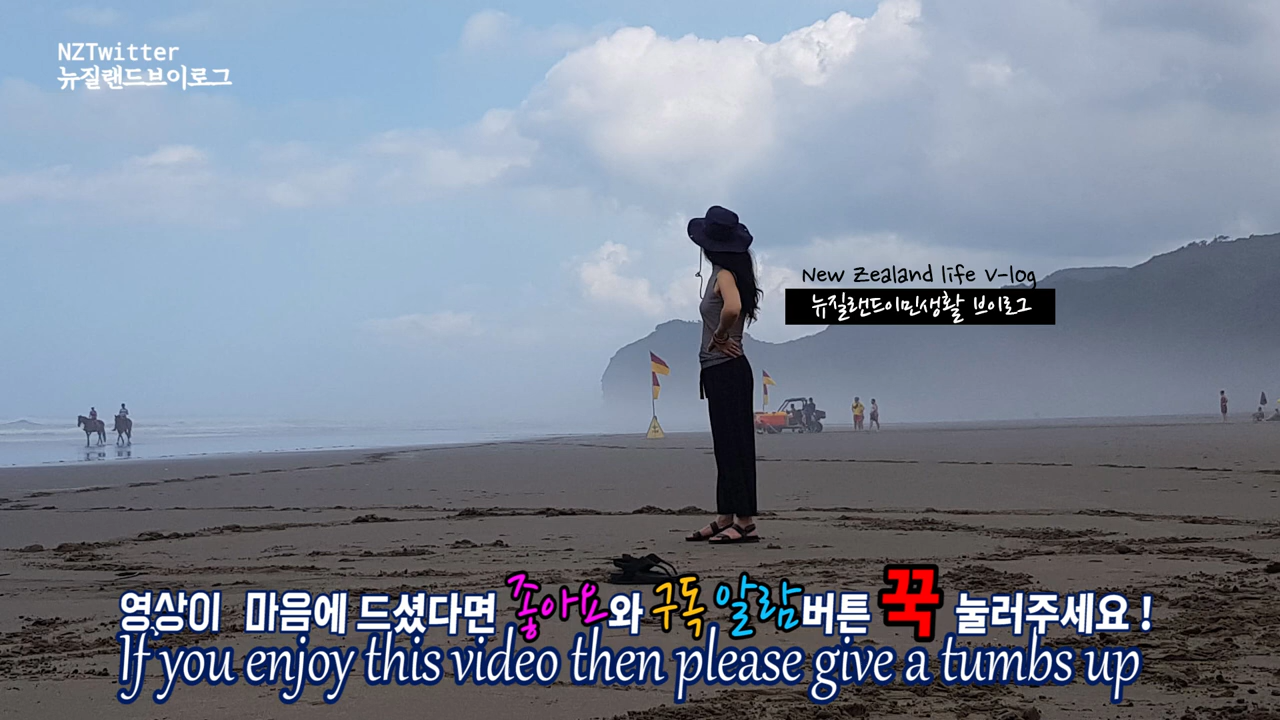 NZTwitter
뉴질랜드브이로그
New Zealand life V-log
뉴질랜드이민생활 브이로그
영상이 마음에 드셨다면 좋아요와 구독 알람버튼 꾹 눌러주세요 !
If you enjoy this video then please give a tumbs up